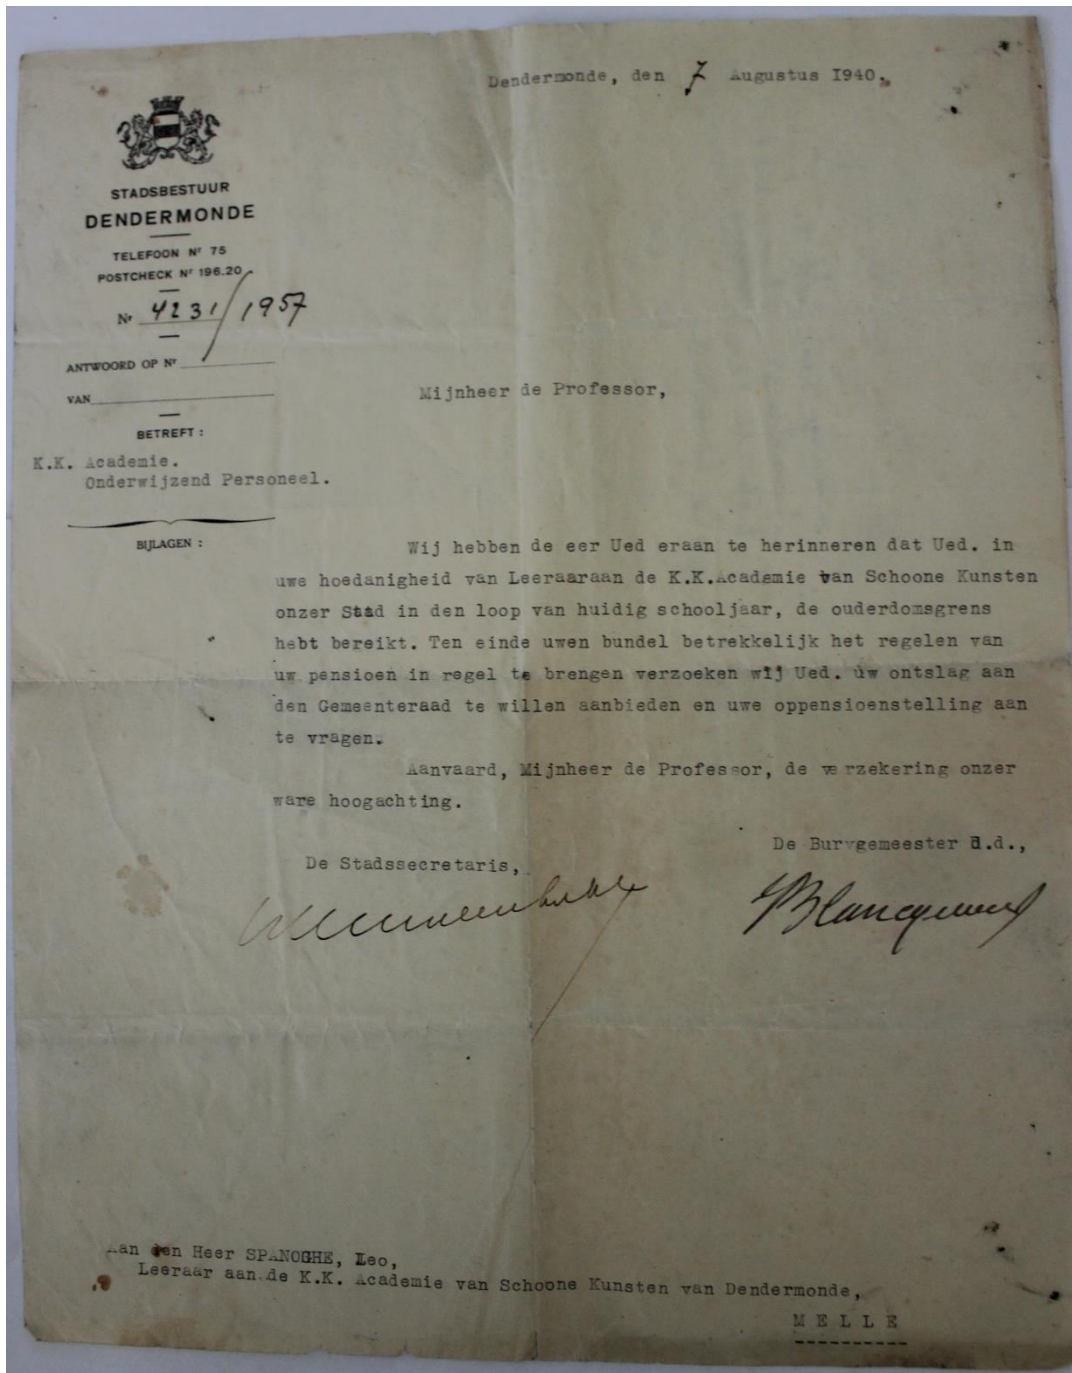 Dendermonde, den 7 Augustus 1940.
STADSBESTUUR
DENDERMONDE
TELEFOON Nr 75
POSTCHECK Nr 196.20
Nr 4231/1957
ANTWOORD OP Nr
VAN
Mijnheer de Professor,
BETREFT :
K.K. Academie.
Onderwijzend Personeel.
BIJLAGEN :
Wij hebben de eer Ued eraan te herinneren dat Ued. in
uwe hoedanigheid van Leeraaraan de K.K.Academie van Schoone Kunsten
onzer Stad in den loop van huidig schooljaar, de ouderdomsgrens
hebt bereikt. Ten einde uwen bundel betrekkelijk het regelen van
uw pensioen in regel te brengen verzoeken wij Ued. uw ontslag aan
den Gemeenteraad te willen aanbieden en uwe oppensioenstelling aan
te vragen.
Aanvaard, Mijnheer de Professor, de verzekering onzer
ware hoogachting.
De Burgemeester d.d.,
De Stadssecretaris,
Aan den Heer SPANOGHE, Leo,
Leeraar aan de K.K. Academie van Schoone Kunsten van Dendermonde,
MELLE